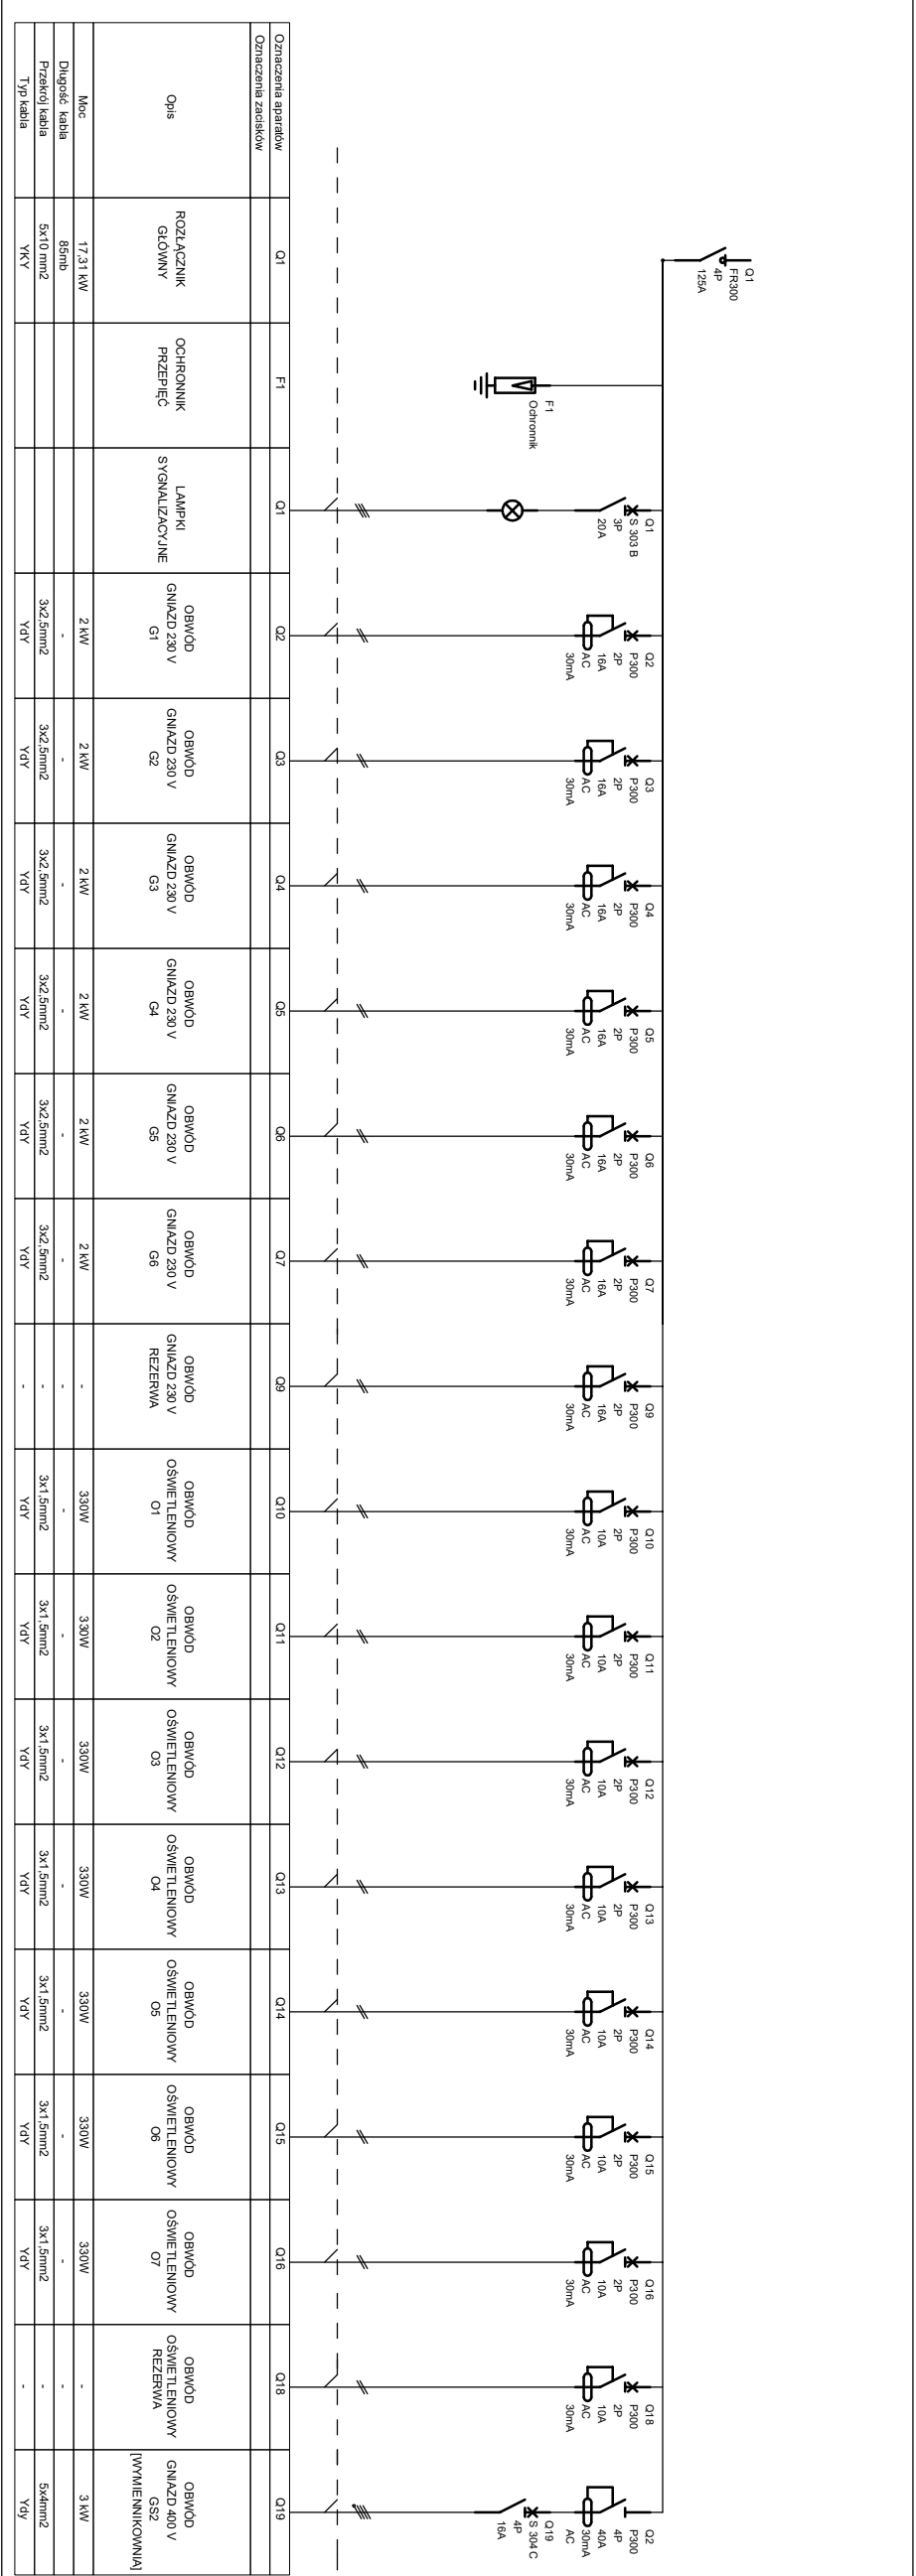 Q1
FR300
4P
125A
F1
Ochronnik
Q1
S 303 B
3P
20A
Q2
P300
2P
16A
AC
30mA
Q3
P300
2P
16A
AC
30mA
Q4
P300
2P
16A
AC
30mA
Q5
P300
2P
16A
AC
30mA
Q6
P300
2P
16A
AC
30mA
Q7
P300
2P
16A
AC
30mA
Q9
P300
2P
16A
AC
30mA
Q10
P300
2P
10A
AC
30mA
Q11
P300
2P
10A
AC
30mA
Q12
P300
2P
10A
AC
30mA
Q13
P300
2P
10A
AC
30mA
Q14
P300
2P
10A
AC
30mA
Q15
P300
2P
10A
AC
30mA
Q16
P300
2P
10A
AC
30mA
Q18
P300
2P
10A
AC
30mA
Q2
P300
4P
40A
30mA
AC
Q19
S 304 C
4P
16A
Oznaczenia aparatów Q1 F1 Q1 Q2 Q3 Q4 Q5 Q6 Q7 Q9 Q10 Q11 Q12 Q13 Q14 Q15 Q16 Q18 Q19
Oznaczenia zacisków
Opis
ROZŁĄCZNIK
GŁÓWNY
OCHRONNIK
PRZEPIĘĆ
LAMPKI
SYGNALIZACYJNE
OBWÓD
GNIAZD 230 V
G1
OBWÓD
GNIAZD 230 V
G2
OBWÓD
GNIAZD 230 V
G3
OBWÓD
GNIAZD 230 V
G4
OBWÓD
GNIAZD 230 V
G5
OBWÓD
GNIAZD 230 V
G6
OBWÓD
GNIAZD 230 V
REZERWA
OBWÓD
OŚWIETLENIOWY
O1
OBWÓD
OŚWIETLENIOWY
O2
OBWÓD
OŚWIETLENIOWY
O3
OBWÓD
OŚWIETLENIOWY
O4
OBWÓD
OŚWIETLENIOWY
O5
OBWÓD
OŚWIETLENIOWY
O6
OBWÓD
OŚWIETLENIOWY
O7
OBWÓD
OŚWIETLENIOWY
REZERWA
OBWÓD
GNIAZD 400 V
GS2
[WYMIENNIKOWNIA]
Moc 17,31 kW 2 kW 2 kW 2 kW 2 kW 2 kW 2 kW - 330W 330W 330W 330W 330W 330W 330W - 3 kW
Długość kabla 85mb - - - - - - - - - - - - - - -
Przekrój kabla 5x10 mm2 3x2,5mm2 3x2,5mm2 3x2,5mm2 3x2,5mm2 3x2,5mm2 3x2,5mm2 - 3x1,5mm2 3x1,5mm2 3x1,5mm2 3x1,5mm2 3x1,5mm2 3x1,5mm2 3x1,5mm2 - 5x4mm2
Typ kabla YKY YdY YdY YdY YdY YdY YdY - YdY YdY YdY YdY YdY YdY YdY - Ydy